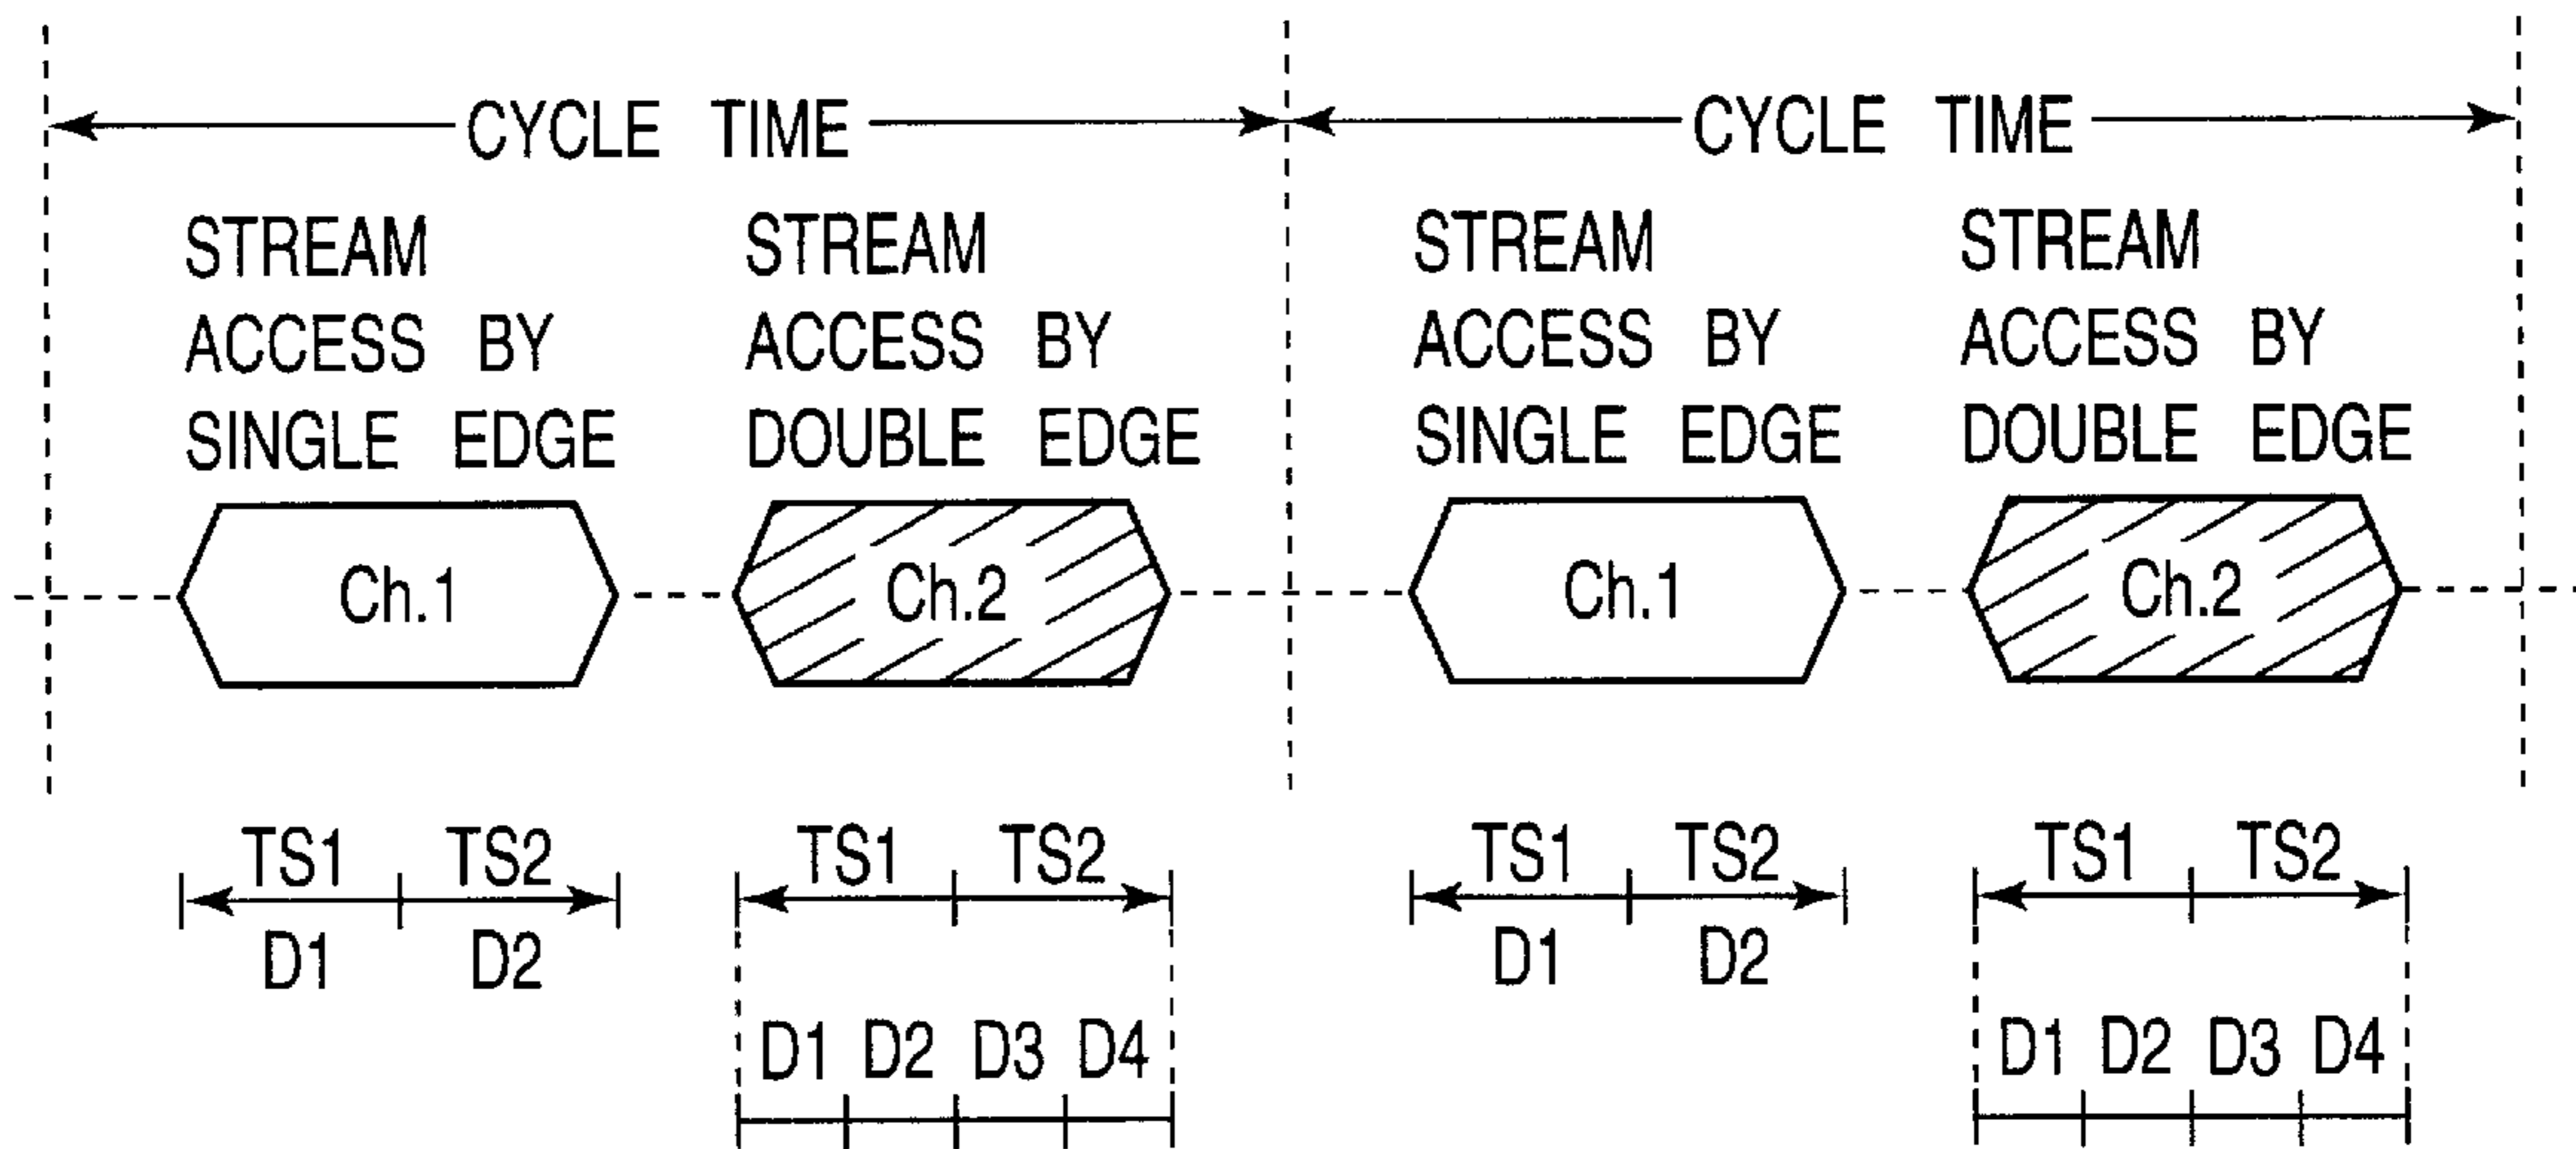 CYCLE TIME CYCLE TIME
STREAM STREAM STREAM STREAM
ACCESS BY ACCESS BY ACCESS BY ACCESS BY
SINGLE EDGE DOUBLE EDGE SINGLE EDGE DOUBLE EDGE
Ch.1 Ch.2 Ch.1 Ch.2
TS1 TS2 TS1 TS2 TS1 TS2 TS1 TS2
D1 D2 D1 D2
D1 D2 D3 D4 D1 D2 D3 D4